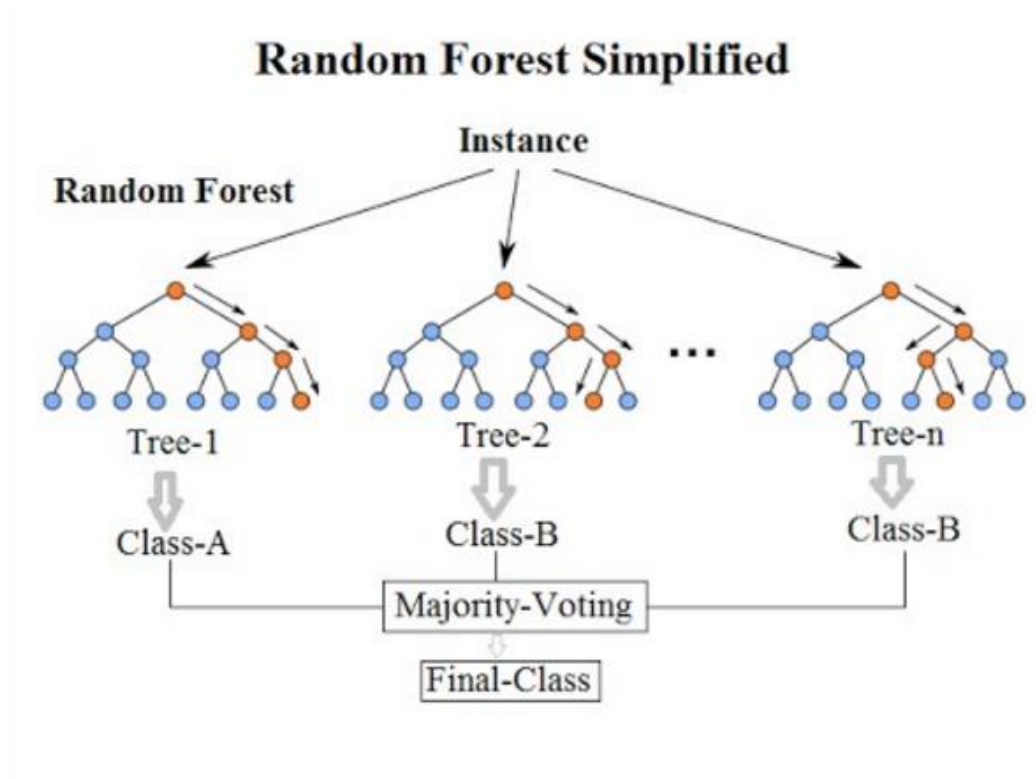 Random Forest Simplified
Instance
Random Forest
...
Tree-1
Tree-2
Tree-n
Class-A
Class-B
Class-B
Majority-Voting
Final-Class